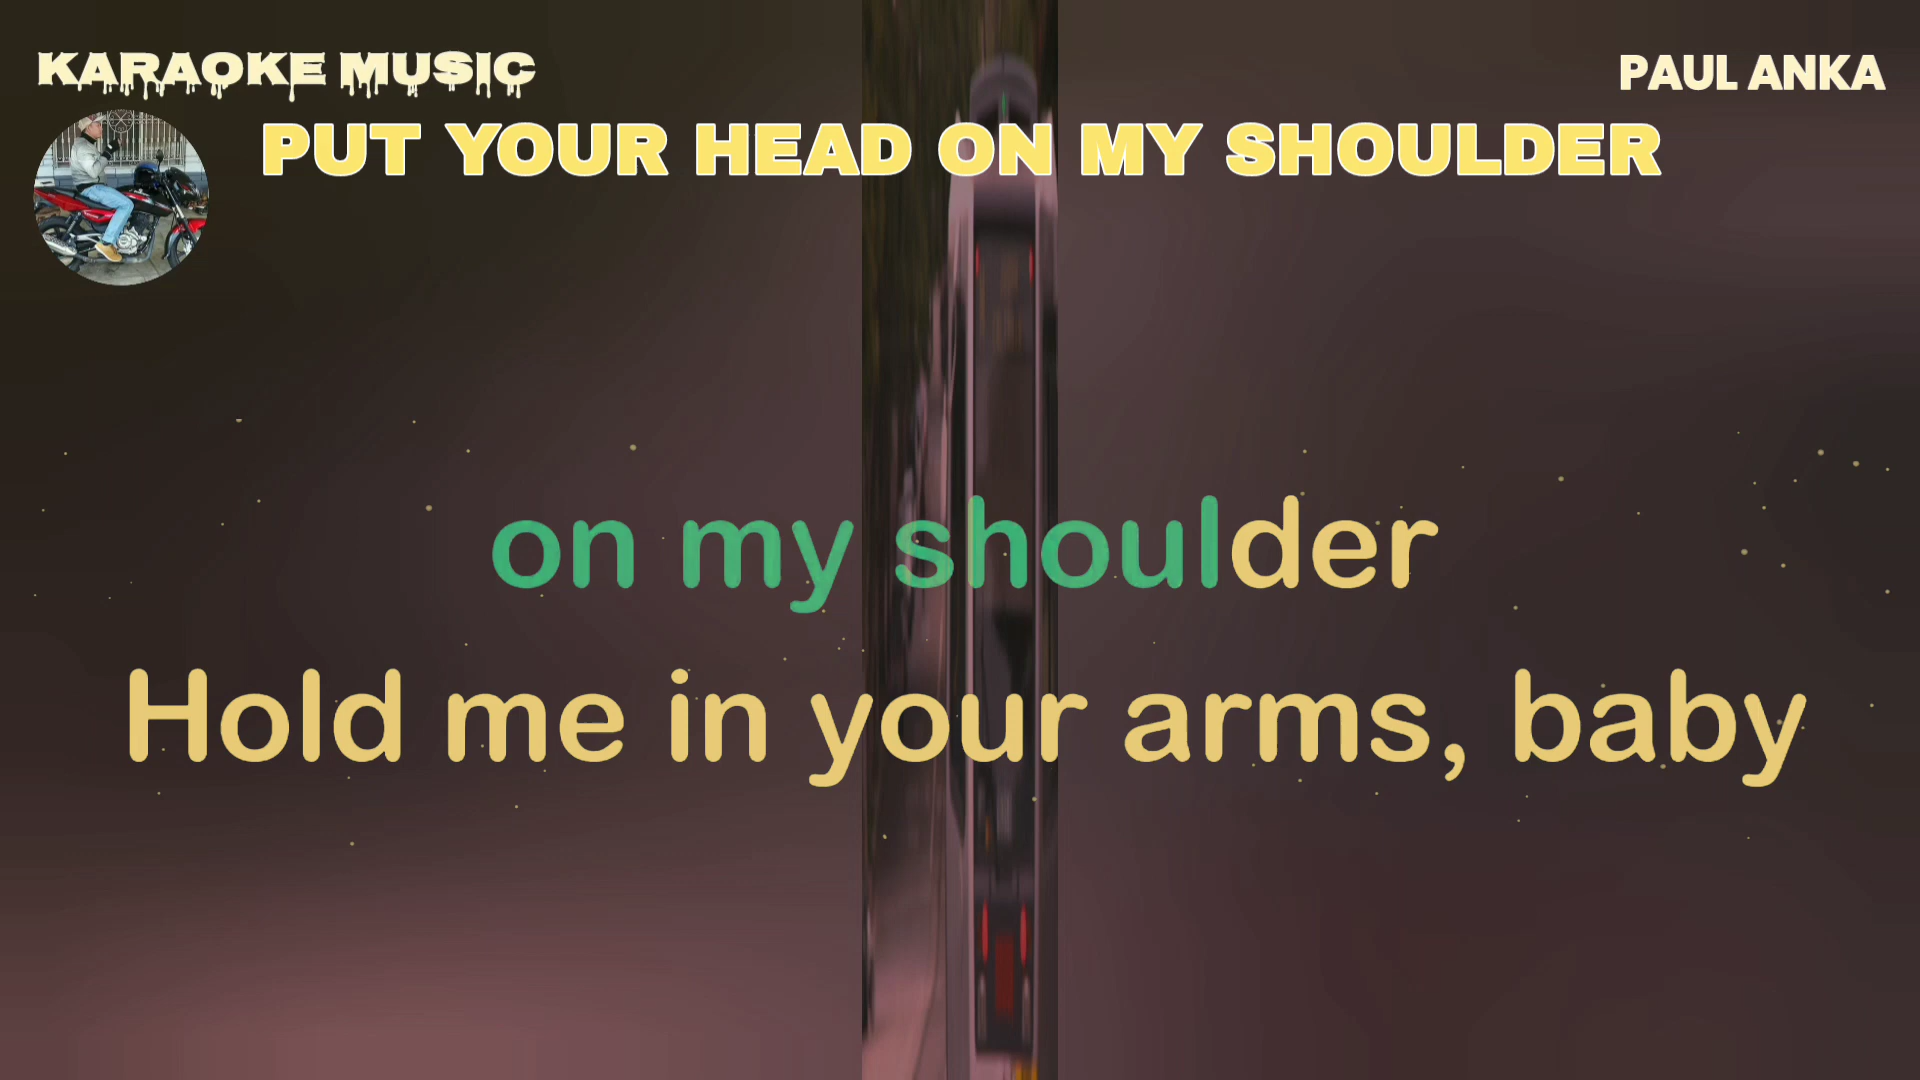 KARAOKE MUSIC
PAUL ANKA
PUT YOUR HEAD ON MY SHOULDER
on my shoulder
Hold me in your arms, baby